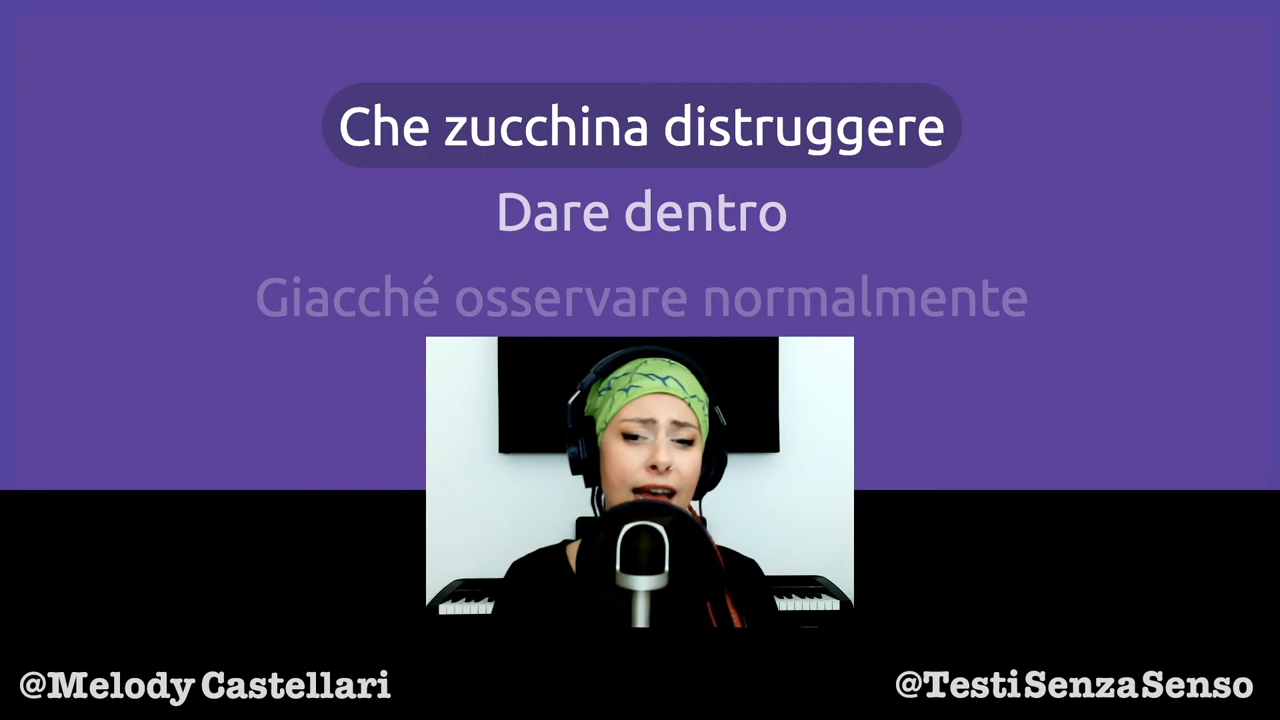 Che zucchina distruggere
Dare dentro
Giacché osservare normalmente
@Melody Castellari
@TestiSenzaSenso